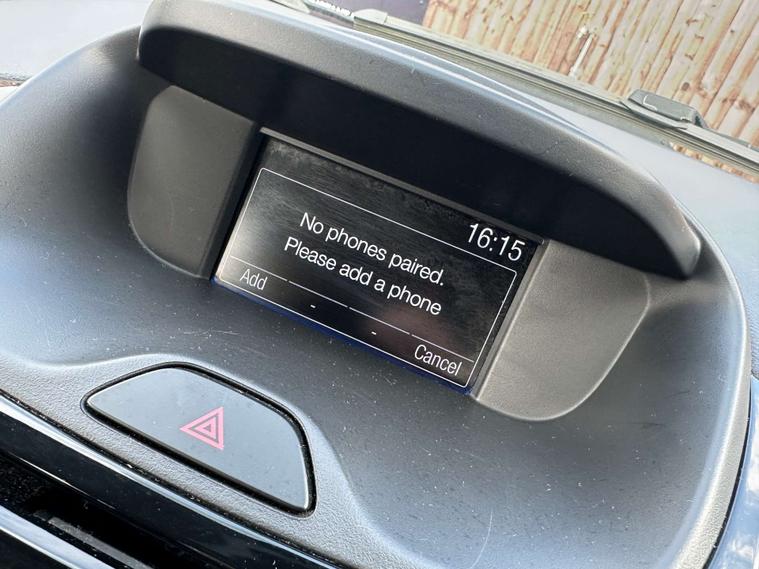 16:15
No phones paired.
Please add a phone
Add - - Cancel